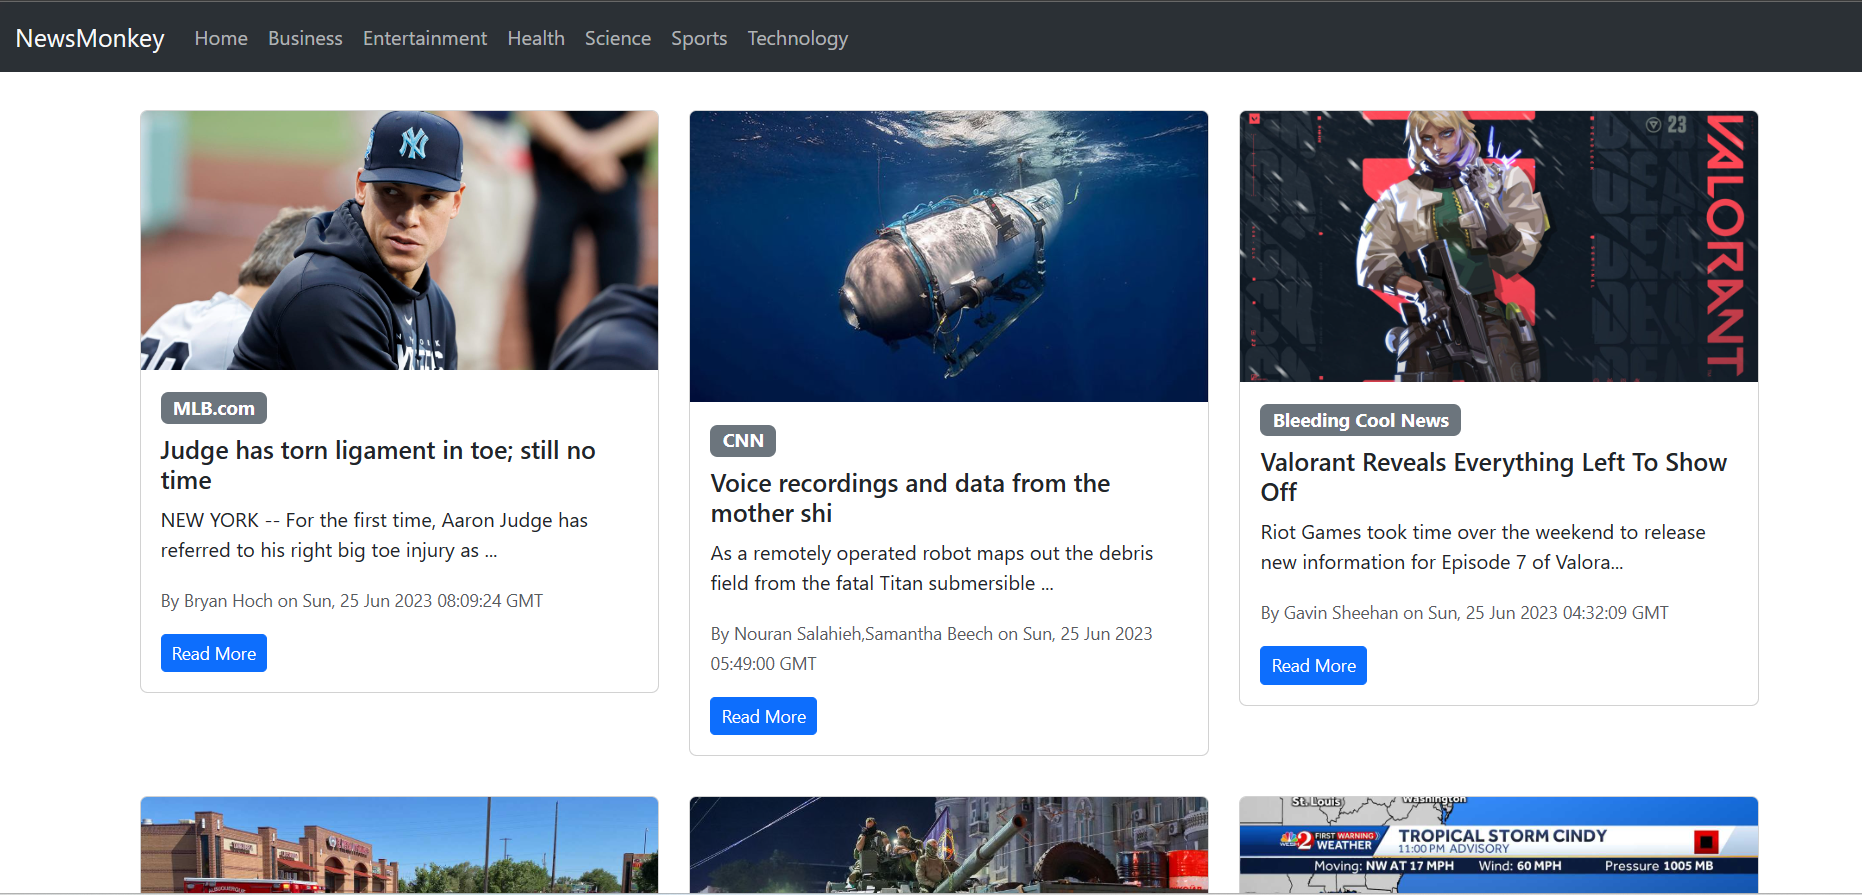 NewsMonkey Home Business Entertainment Health Science Sports Technology
NY
23
VALORANT
MLB.com
Judge has torn ligament in toe; still no
time
NEW YORK -- For the first time, Aaron Judge has
referred to his right big toe injury as ...
By Bryan Hoch on Sun, 25 Jun 2023 08:09:24 GMT
Read More
CNN
Voice recordings and data from the
mother shi
As a remotely operated robot maps out the debris
field from the fatal Titan submersible ...
By Nouran Salahieh,Samantha Beech on Sun, 25 Jun 2023
05:49:00 GMT
Read More
Bleeding Cool News
Valorant Reveals Everything Left To Show
Off
Riot Games took time over the weekend to release
new information for Episode 7 of Valora...
By Gavin Sheehan on Sun, 25 Jun 2023 04:32:09 GMT
Read More
St. Louis Washington
WESH 2 FIRST WARNING WEATHER
TROPICAL STORM CINDY
11:00 PM ADVISORY
Moving: NW AT 17 MPH Wind: 60 MPH Pressure 1005 MB